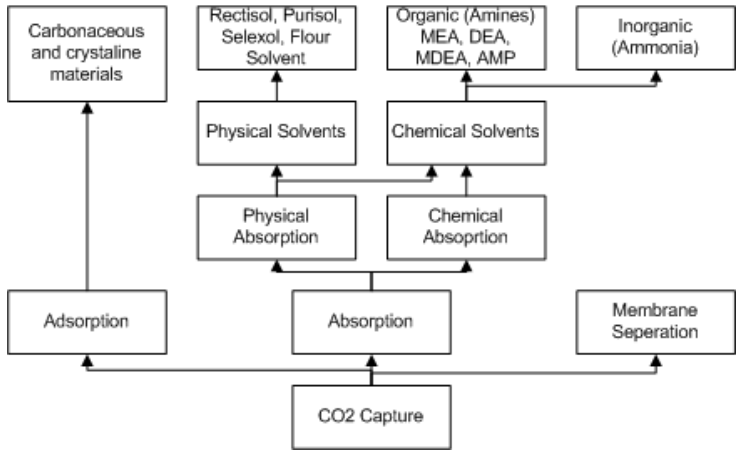 Carbonaceous
and crystaline
materials
Rectisol, Purisol,
Selexol, Flour
Solvent
Organic (Amines)
MEA, DEA,
MDEA, AMP
Inorganic
(Ammonia)
Physical Solvents
Chemical Solvents
Physical
Absorption
Chemical
Absoprtion
Adsorption
Absorption
Membrane
Seperation
CO2 Capture